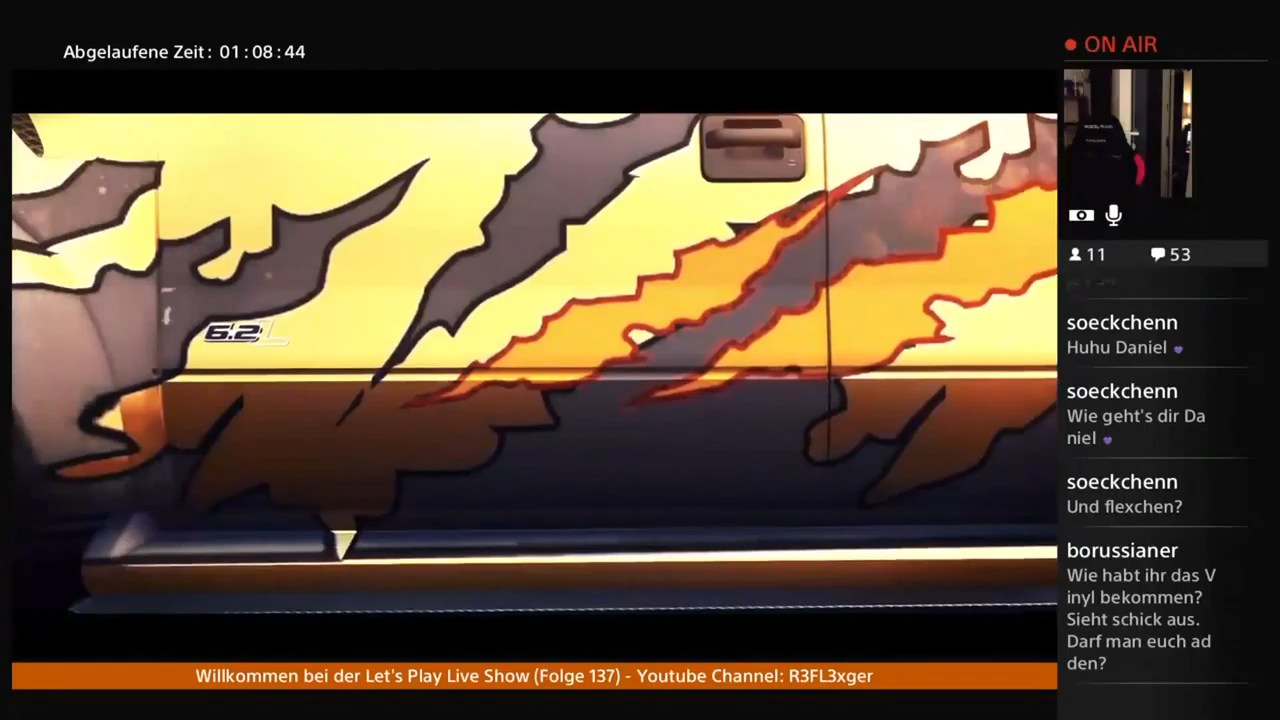 Abgelaufene Zeit: 01:08:44
ON AIR
11
53
soeckchenn
Huhu Daniel 💜
soeckchenn
Wie geht's dir Da
niel 💜
soeckchenn
Und flexchen?
borussianer
Wie habt ihr das V
inyl bekommen?
Sieht schick aus.
Darf man euch ad
den?
6.2L
Willkommen bei der Let's Play Live Show (Folge 137) - Youtube Channel: R3FL3xger